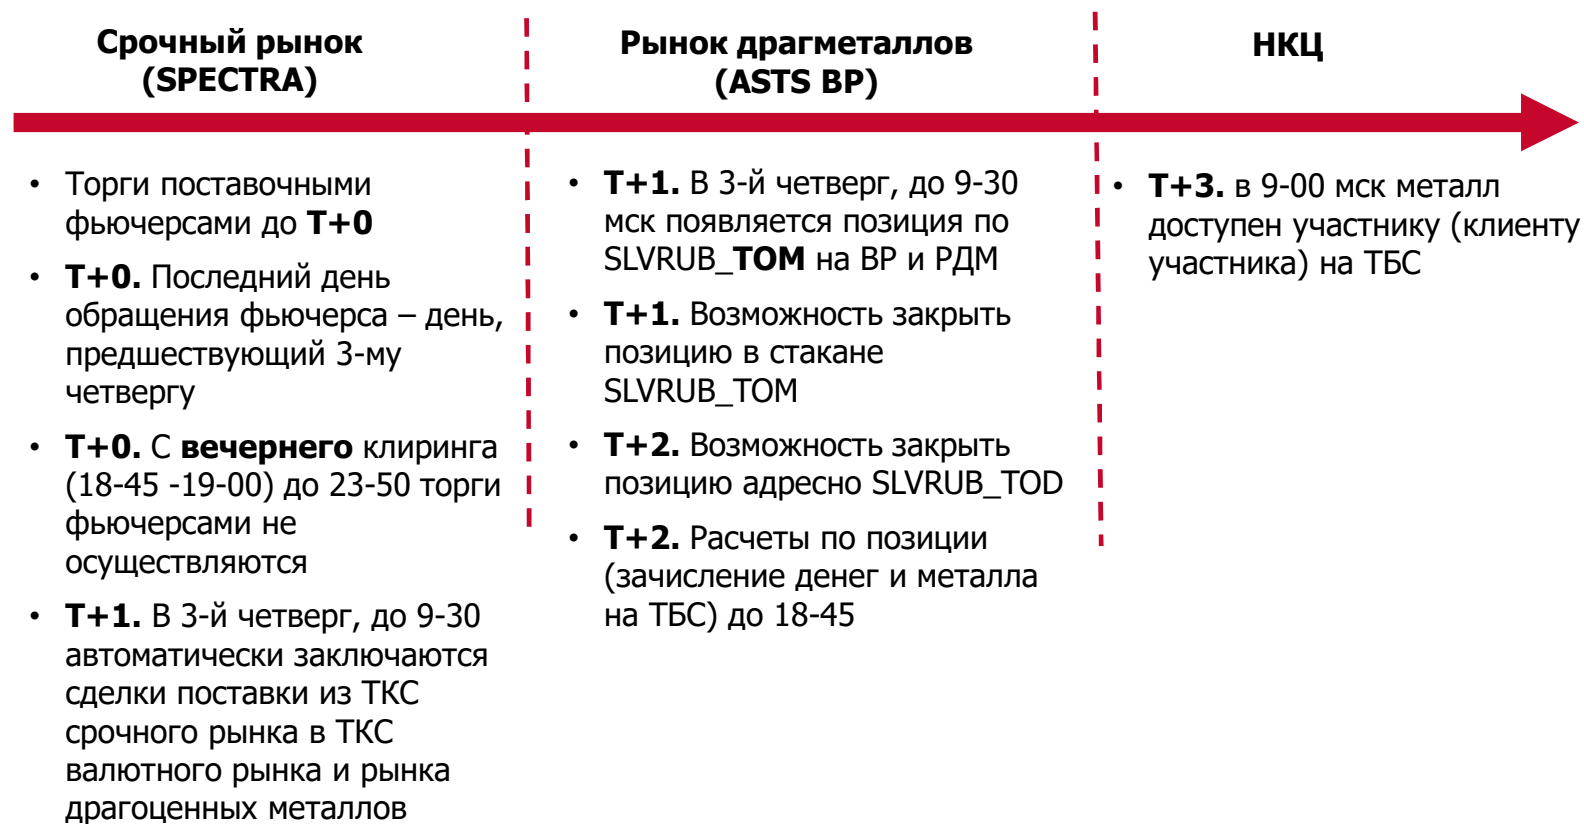 Срочный рынок
(SPECTRA)
Рынок драгметаллов
(ASTS BP)
НКЦ
• Торги поставочными
фьючерсами до T+0
• T+0. Последний день
обращения фьючерса – день,
предшествующий 3-му
четвергу
• T+0. С вечернего клиринга
(18-45 -19-00) до 23-50 торги
фьючерсами не
осуществляются
• T+1. В 3-й четверг, до 9-30
автоматически заключаются
сделки поставки из ТКС
срочного рынка в ТКС
валютного рынка и рынка
драгоценных металлов
• T+1. В 3-й четверг, до 9-30
мск появляется позиция по
SLVRUB_TOM на ВР и РДМ
• T+1. Возможность закрыть
позицию в стакане
SLVRUB_TOM
• T+2. Возможность закрыть
позицию адресно SLVRUB_TOD
• T+2. Расчеты по позиции
(зачисление денег и металла
на ТБС) до 18-45
• T+3. в 9-00 мск металл
доступен участнику (клиенту
участника) на ТБС